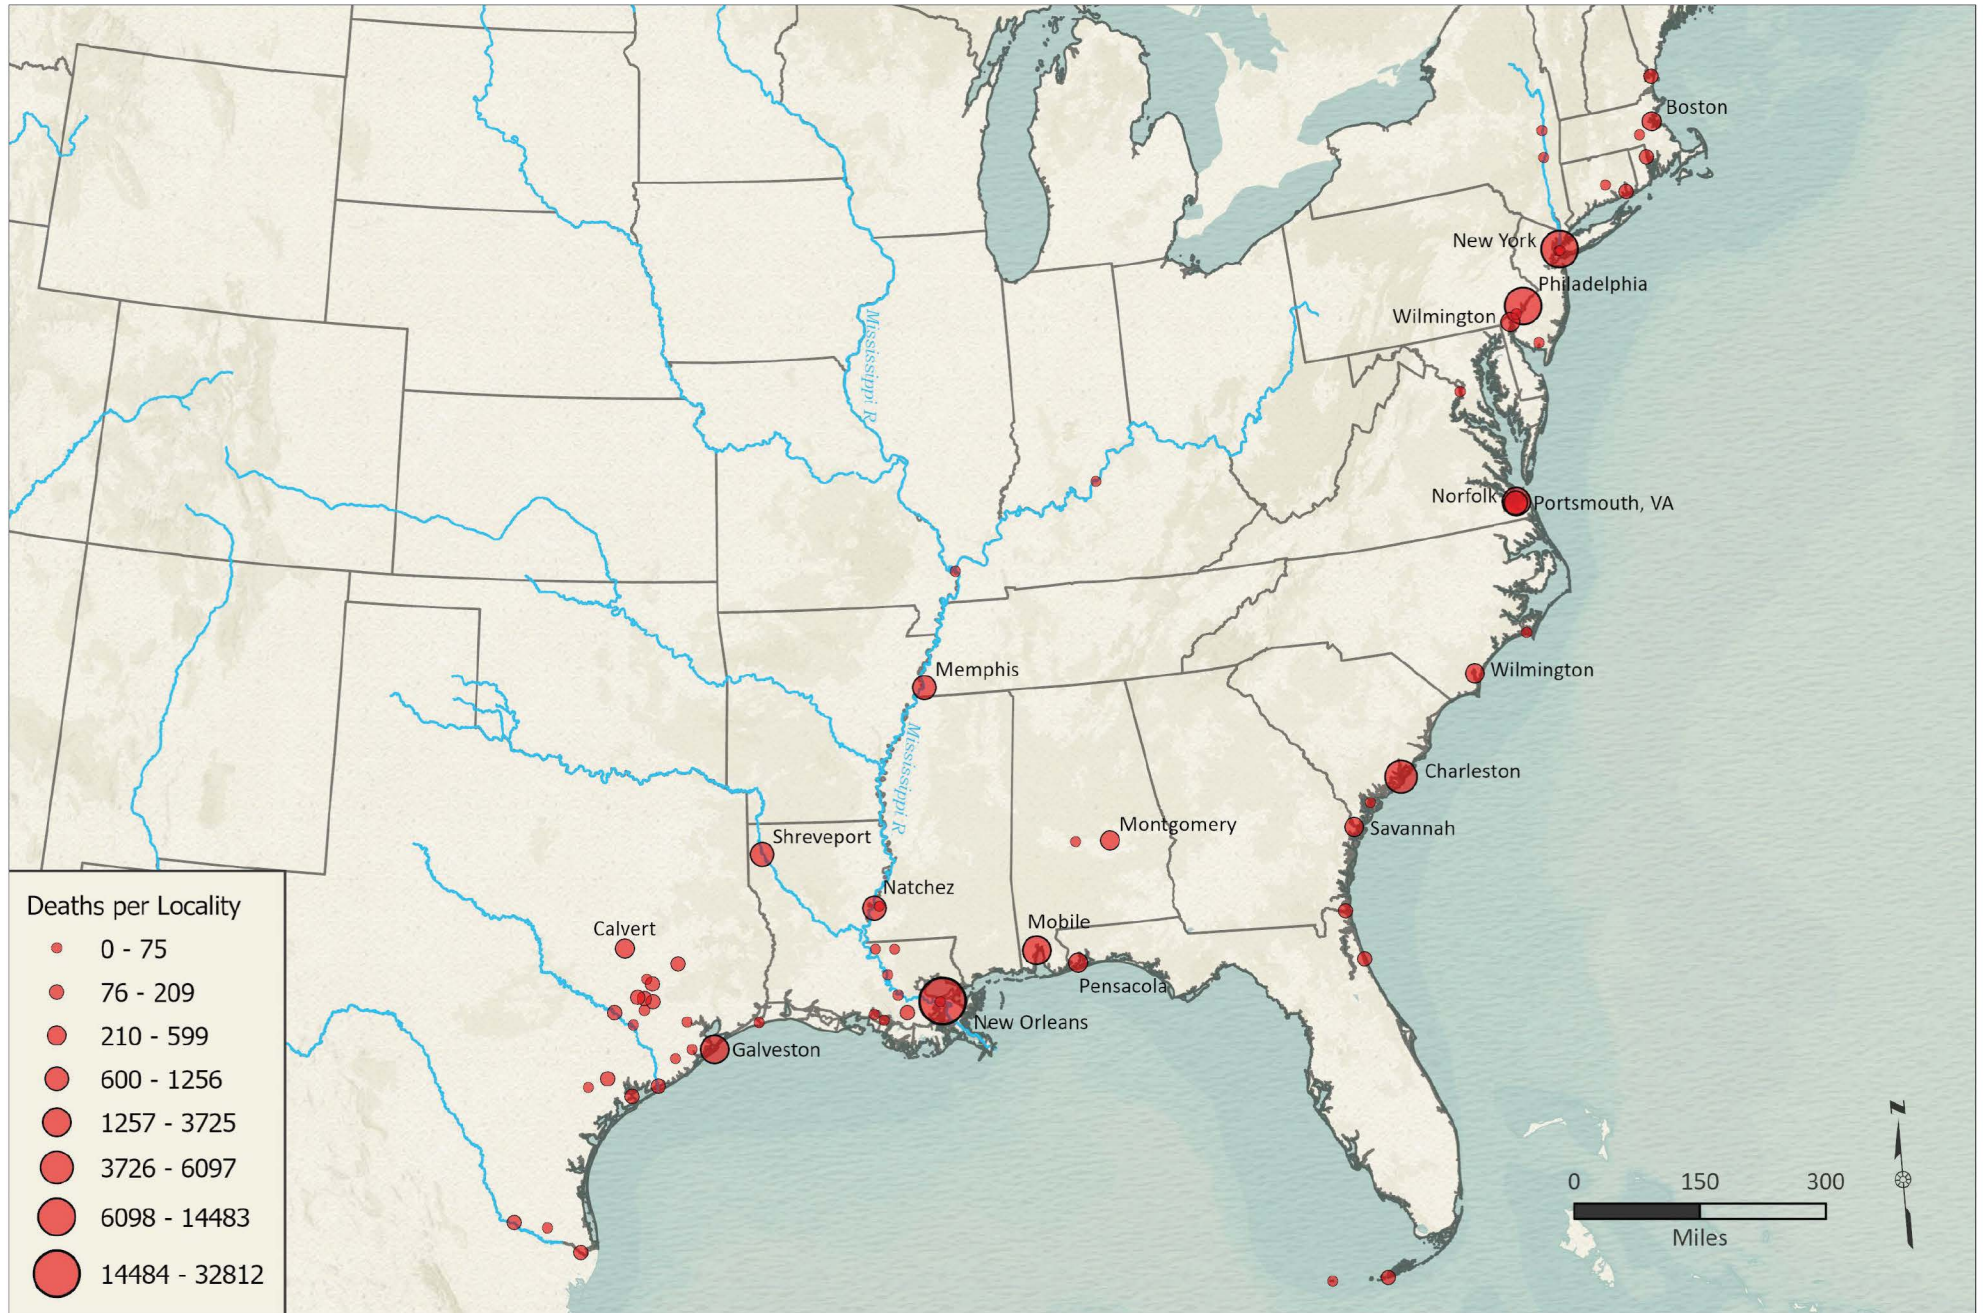 Boston
New York
Philadelphia
Wilmington
Mississippi R
Norfolk
Portsmouth, VA
Memphis
Wilmington
Mississippi R
Charleston
Montgomery
Savannah
Shreveport
Natchez
Calvert
Mobile
Pensacola
New Orleans
Galveston
Deaths per Locality
0 - 75
76 - 209
210 - 599
600 - 1256
1257 - 3725
3726 - 6097
6098 - 14483
14484 - 32812
N
0 150 300
Miles